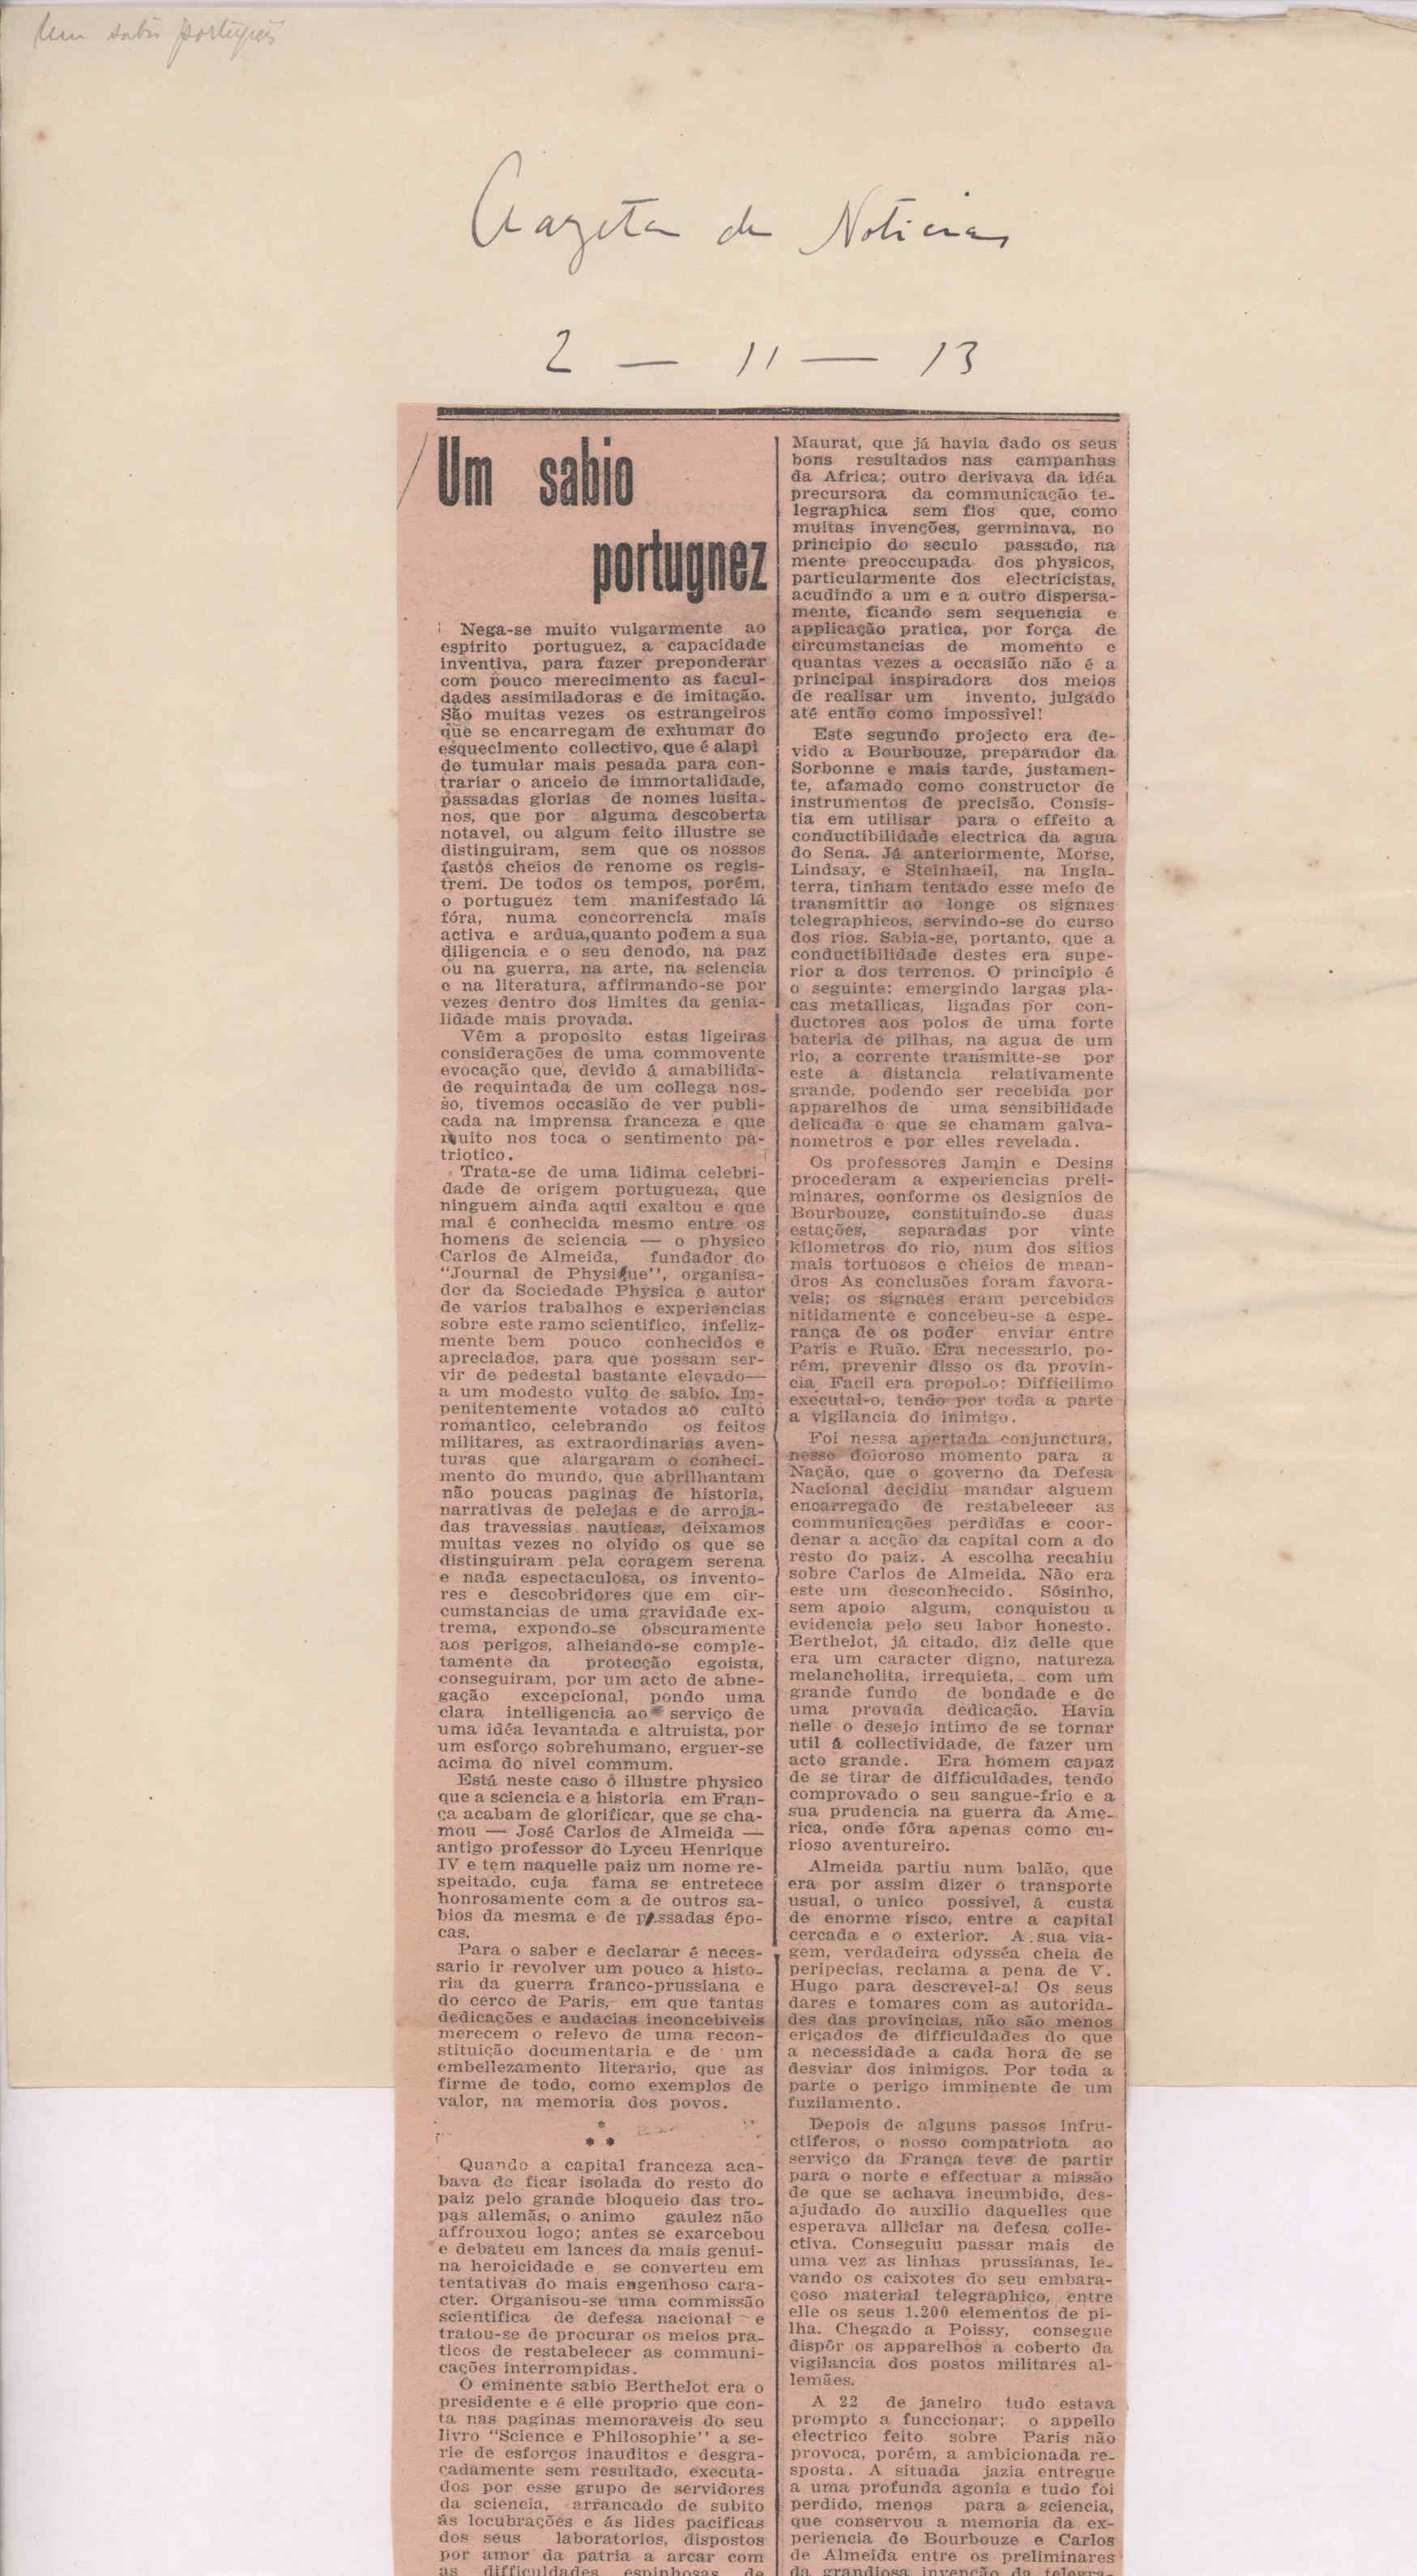 Um sabio português
Gazeta de Noticias
2 — 11 — 13
Um sabio
portugnez
Nega-se muito vulgarmente ao
espirito portuguez, a capacidade
inventiva, para fazer preponderar
com pouco merecimento as facul-
dades assimiladoras e de imitação.
São muitas vezes os estrangeiros
que se encarregam de exhumar do
esquecimento collectivo, que é alapi
de tumular mais pesada para con-
trariar o anceio de immortalidade,
passadas glorias de nomes lusita-
nos, que por alguma descoberta
notavel, ou algum feito illustre se
distinguiram, sem que os nossos
fastos cheios de renome os regis-
trem. De todos os tempos, porém,
o portuguez tem manifestado lá
fóra, numa concorrencia mais
activa e ardua,quanto podem a sua
diligencia e o seu denodo, na paz
ou na guerra, na arte, na sciencia
e na literatura, affirmando-se por
vezes dentro dos limites da genia-
lidade mais provada.
Vêm a proposito estas ligeiras
considerações de uma commovente
evocação que, devido á amabilida-
de requintada de um collega nos-
so, tivemos occasião de ver publi-
cada na imprensa franceza e que
muito nos toca o sentimento pa-
triotico.
Trata-se de uma lidima celebri-
dade de origem portugueza, que
ninguem ainda aqui exaltou e que
mal é conhecida mesmo entre os
homens de sciencia — o physico
Carlos de Almeida, fundador do
"Journal de Physique", organisa-
dor da Sociedade Physica e autor
de varios trabalhos e experiencias
sobre este ramo scientifico, infeliz-
mente bem pouco conhecidos e
apreciados, para que possam ser-
vir de pedestal bastante elevado—
a um modesto vulto de sabio. Im-
penitentemente votados ao culto
romantico, celebrando os feitos
militares, as extraordinarias aven-
turas que alargaram o conheci-
mento do mundo, que abrilhantam
não poucas paginas de historia,
narrativas de pelejas e de arroja-
das travessias nauticas, deixamos
muitas vezes no olvido os que se
distinguiram pela coragem serena
e nada espectaculosa, os invento-
res e descobridores que em cir-
cumstancias de uma gravidade ex-
trema, expondo-se obscuramente
aos perigos, alheiando-se comple-
tamente da protecção egoista,
conseguiram, por um acto de abne-
gação excepcional, pondo uma
clara intelligencia ao serviço de
uma idéa levantada e altruista, por
um esforço sobrehumano, erguer-se
acima do nivel commum.
Está neste caso o illustre physico
que a sciencia e a historia em Fran-
ça acabam de glorificar, que se cha-
mou — José Carlos de Almeida —
antigo professor do Lyceu Henrique
IV e tem naquelle paiz um nome re-
speitado, cuja fama se entretece
honrosamente com a de outros sa-
bios da mesma e de passadas épo-
cas.
Para o saber e declarar é neces-
sario ir revolver um pouco a histo-
ria da guerra franco-prussiana e
do cerco de Paris, em que tantas
dedicações e audacias inconcebiveis
merecem o relevo de uma recon-
stituição documentaria e de um
embellezamento literario, que as
firme de todo, como exemplos de
valor, na memoria dos povos.
*
* *
Quando a capital franceza aca-
bava de ficar isolada do resto do
paiz pelo grande bloqueio das tro-
pas allemãs, o animo gaulez não
affrouxou logo; antes se exarcebou
e debateu em lances da mais genui-
na heroicidade e se converteu em
tentativas do mais engenhoso cara-
cter. Organisou-se uma commissão
scientifica de defesa nacional e
tratou-se de procurar os meios pra-
ticos de restabelecer as communi-
cações interrompidas.
O eminente sabio Berthelot era o
presidente e é elle proprio que con-
ta nas paginas memoraveis do seu
livro "Science e Philosophie" a se-
rie de esforços inauditos e desgra-
çadamente sem resultado, executa-
dos por esse grupo de servidores
da sciencia, arrancado de subito
ás locubrações e ás lides pacificas
dos seus laboratorios, dispostos
por amor da patria a arcar com
as difficuldades espinhosas de
Maurat, que já havia dado os seus
bons resultados nas campanhas
da Africa; outro derivava da idéa
precursora da communicação te-
legraphica sem fios que, como
muitas invenções, germinava, no
principio do seculo passado, na
mente preoccupada dos physicos,
particularmente dos electricistas,
acudindo a um e a outro dispersa-
mente, ficando sem sequencia e
applicação pratica, por força de
circumstancias de momento e
quantas vezes a occasião não é a
principal inspiradora dos meios
de realisar um invento, julgado
até então como impossivel!
Este segundo projecto era de-
vido a Bourbouze, preparador da
Sorbonne e mais tarde, justamen-
te, afamado como constructor de
instrumentos de precisão. Consis-
tia em utilisar para o effeito a
conductibilidade electrica da agua
do Sena. Já anteriormente, Morse,
Lindsay, e Steinhaeil, na Ingla-
terra, tinham tentado esse meio de
transmittir ao longe os signaes
telegraphicos, servindo-se do curso
dos rios. Sabia-se, portanto, que a
conductibilidade destes era supe-
rior a dos terrenos. O principio é
o seguinte: emergindo largas pla-
cas metallicas, ligadas por con-
ductores aos polos de uma forte
bateria de pilhas, na agua de um
rio, a corrente transmitte-se por
este a distancia relativamente
grande, podendo ser recebida por
apparelhos de uma sensibilidade
delicada e que se chamam galva-
nometros e por elles revelada.
Os professores Jamin e Desins
procederam a experiencias preli-
minares, conforme os designios de
Bourbouze, constituindo-se duas
estações, separadas por vinte
kilometros do rio, num dos sitios
mais tortuosos e cheios de mean-
dros As conclusões foram favora-
veis; os signaes eram percebidos
nitidamente e concebeu-se a espe-
rança de os poder enviar entre
Paris e Ruão. Era necessario, po-
rém, prevenir disso os da provin-
cia. Facil era propol-o: Difficilimo
executal-o, tendo por toda a parte
a vigilancia do inimigo.
Foi nessa apertada conjunctura,
nesse doloroso momento para a
Nação, que o governo da Defesa
Nacional decidiu mandar alguem
encarregado de restabelecer as
communicações perdidas e coor-
denar a acção da capital com a do
resto do paiz. A escolha recahiu
sobre Carlos de Almeida. Não era
este um desconhecido. Sósinho,
sem apoio algum, conquistou a
evidencia pelo seu labor honesto.
Berthelot, já citado, diz delle que
era um caracter digno, natureza
melancholita, irrequieta, com um
grande fundo de bondade e de
uma provada dedicação. Havia
nelle o desejo intimo de se tornar
util á collectividade, de fazer um
acto grande. Era homem capaz
de se tirar de difficuldades, tendo
comprovado o seu sangue-frio e a
sua prudencia na guerra da Ame-
rica, onde fôra apenas como cu-
rioso aventureiro.
Almeida partiu num balão, que
era por assim dizer o transporte
usual, o unico possivel, á custa
de enorme risco, entre a capital
cercada e o exterior. A sua via-
gem, verdadeira odysséa cheia de
peripecias, reclama a pena de V.
Hugo para descrevel-a! Os seus
dares e tomares com as autorida-
des das provincias, não são menos
eriçados de difficuldades do que
a necessidade a cada hora de se
desviar dos inimigos. Por toda a
parte o perigo imminente de um
fuzilamento.
Depois de alguns passos infru-
ctiferos, o nosso compatriota ao
serviço da França teve de partir
para o norte e effectuar a missão
de que se achava incumbido, des-
ajudado do auxilio daquelles que
esperava alliciar na defesa colle-
ctiva. Conseguiu passar mais de
uma vez as linhas prussianas, le-
vando os caixotes do seu embara-
çoso material telegraphico, entre
elle os seus 1.200 elementos de pi-
lha. Chegado a Poissy, consegue
dispôr os apparelhos a coberto da
vigilancia dos postos militares al-
lemães.
A 22 de janeiro tudo estava
prompto a funccionar; o appello
electrico feito sobre Paris não
provoca, porém, a ambicionada re-
sposta. A situada jazia entregue
a uma profunda agonia e tudo foi
perdido, menos para a sciencia,
que conservou a memoria da ex-
periencia de Bourbouze e Carlos
de Almeida entre os preliminares
da grandiosa invenção da telegra-